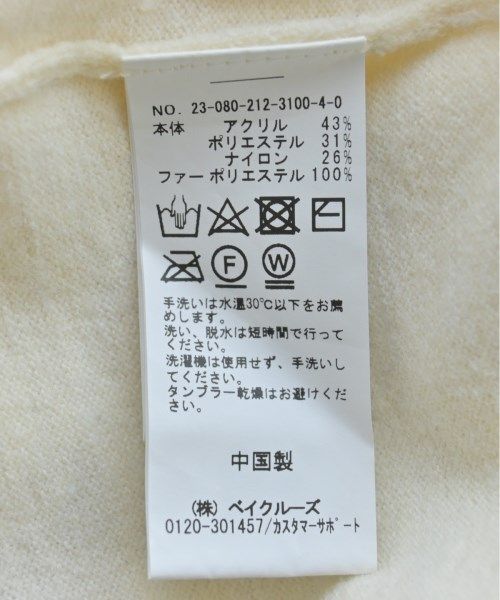 NO. 23-080-212-3100-4-0
本体 アクリル 43%
ポリエステル 31%
ナイロン 26%
ファー ポリエステル 100%
F W
手洗いは水温30℃以下をお薦
めします。
洗い、脱水は短時間で行って
ください。
洗濯機は使用せず、手洗いし
てください。
タンブラー乾燥はお避けくださ
い。
中国製
(株) ベイクルーズ
0120-301457/カスタマーサポート